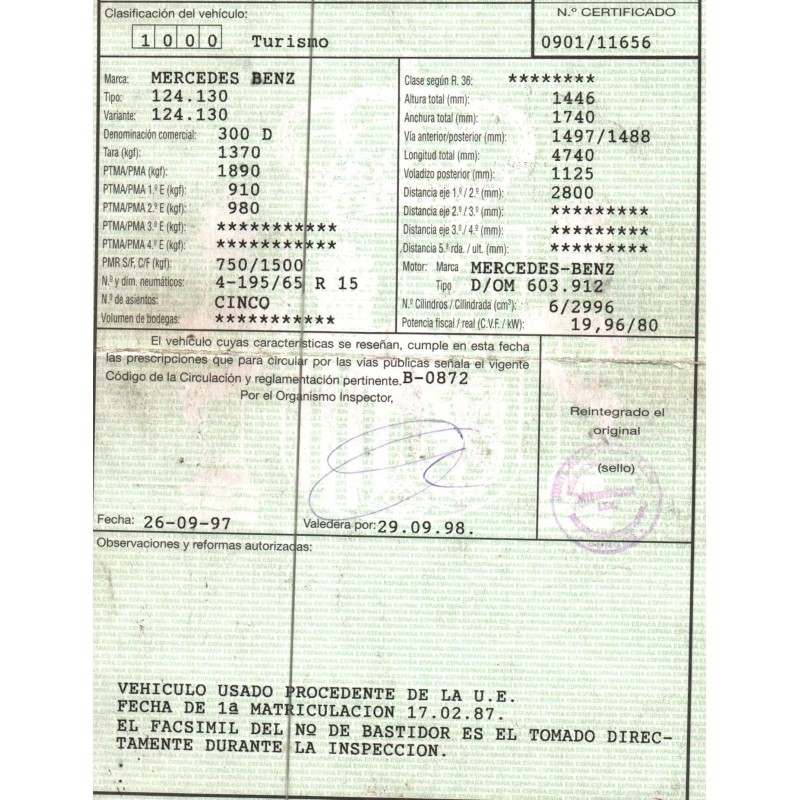 Clasificación del vehículo:
1 0 0 0 Turismo
N.º CERTIFICADO
0901/11656
Marca: MERCEDES BENZ
Tipo: 124.130
Variante: 124.130
Denominación comercial: 300 D
Tara (kgf): 1370
PTMA/PMA (kgf): 1890
PTMA/PMA 1.º E (kgf): 910
PTMA/PMA 2.º E (kgf): 980
PTMA/PMA 3.º E (kgf): ***********
PTMA/PMA 4.º E (kgf): ***********
PMR S/F, C/F (kgf): 750/1500
N.º y dim. neumáticos: 4-195/65 R 15
N.º de asientos: CINCO
Volumen de bodegas: ***********
Clase según R. 36: ********
Altura total (mm): 1446
Anchura total (mm): 1740
Vía anterior/posterior (mm): 1497/1488
Longitud total (mm): 4740
Voladizo posterior (mm): 1125
Distancia eje 1.º/2.º (mm): 2800
Distancia eje 2.º/3.º (mm): *********
Distancia eje 3.º/4.º (mm): *********
Distancia 5.ª rda. / ult. (mm): *********
Motor: Marca MERCEDES-BENZ
Tipo D/OM 603.912
N.º Cilindros / Cilindrada (cm³): 6/2996
Potencia fiscal / real (C.V.F. / kW): 19,96/80
El vehículo cuyas características se reseñan, cumple en esta fecha
las prescripciones que para circular por las vías públicas señala el vigente
Código de la Circulación y reglamentación pertinente. B-0872
Por el Organismo Inspector,
Reintegrado el
original
(sello)
Fecha: 26-09-97
Valedera por: 29.09.98.
Observaciones y reformas autorizadas:
VEHICULO USADO PROCEDENTE DE LA U.E.
FECHA DE 1ª MATRICULACION 17.02.87.
EL FACSIMIL DEL Nº DE BASTIDOR ES EL TOMADO DIREC-
TAMENTE DURANTE LA INSPECCION.